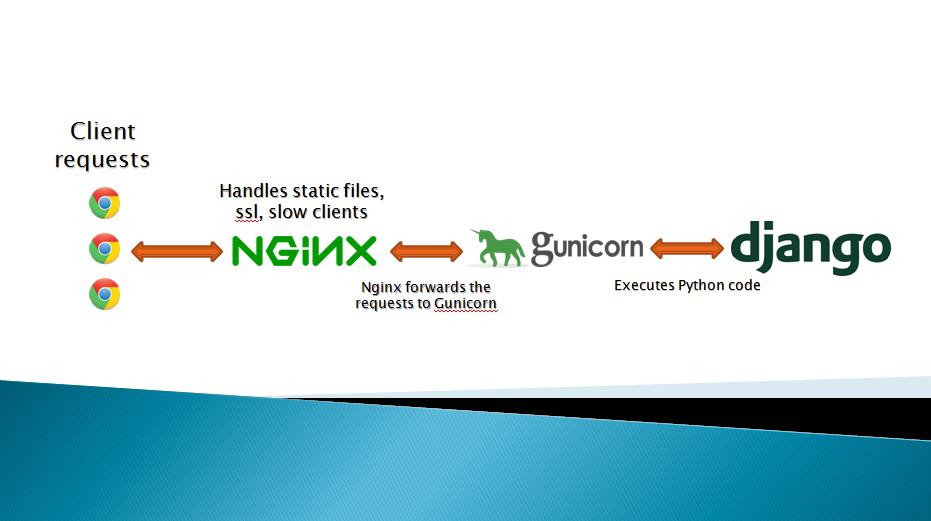 Client
requests
Handles static files,
ssl, slow clients
NGINX
gunicorn
django
Nginx forwards the
requests to Gunicorn
Executes Python code